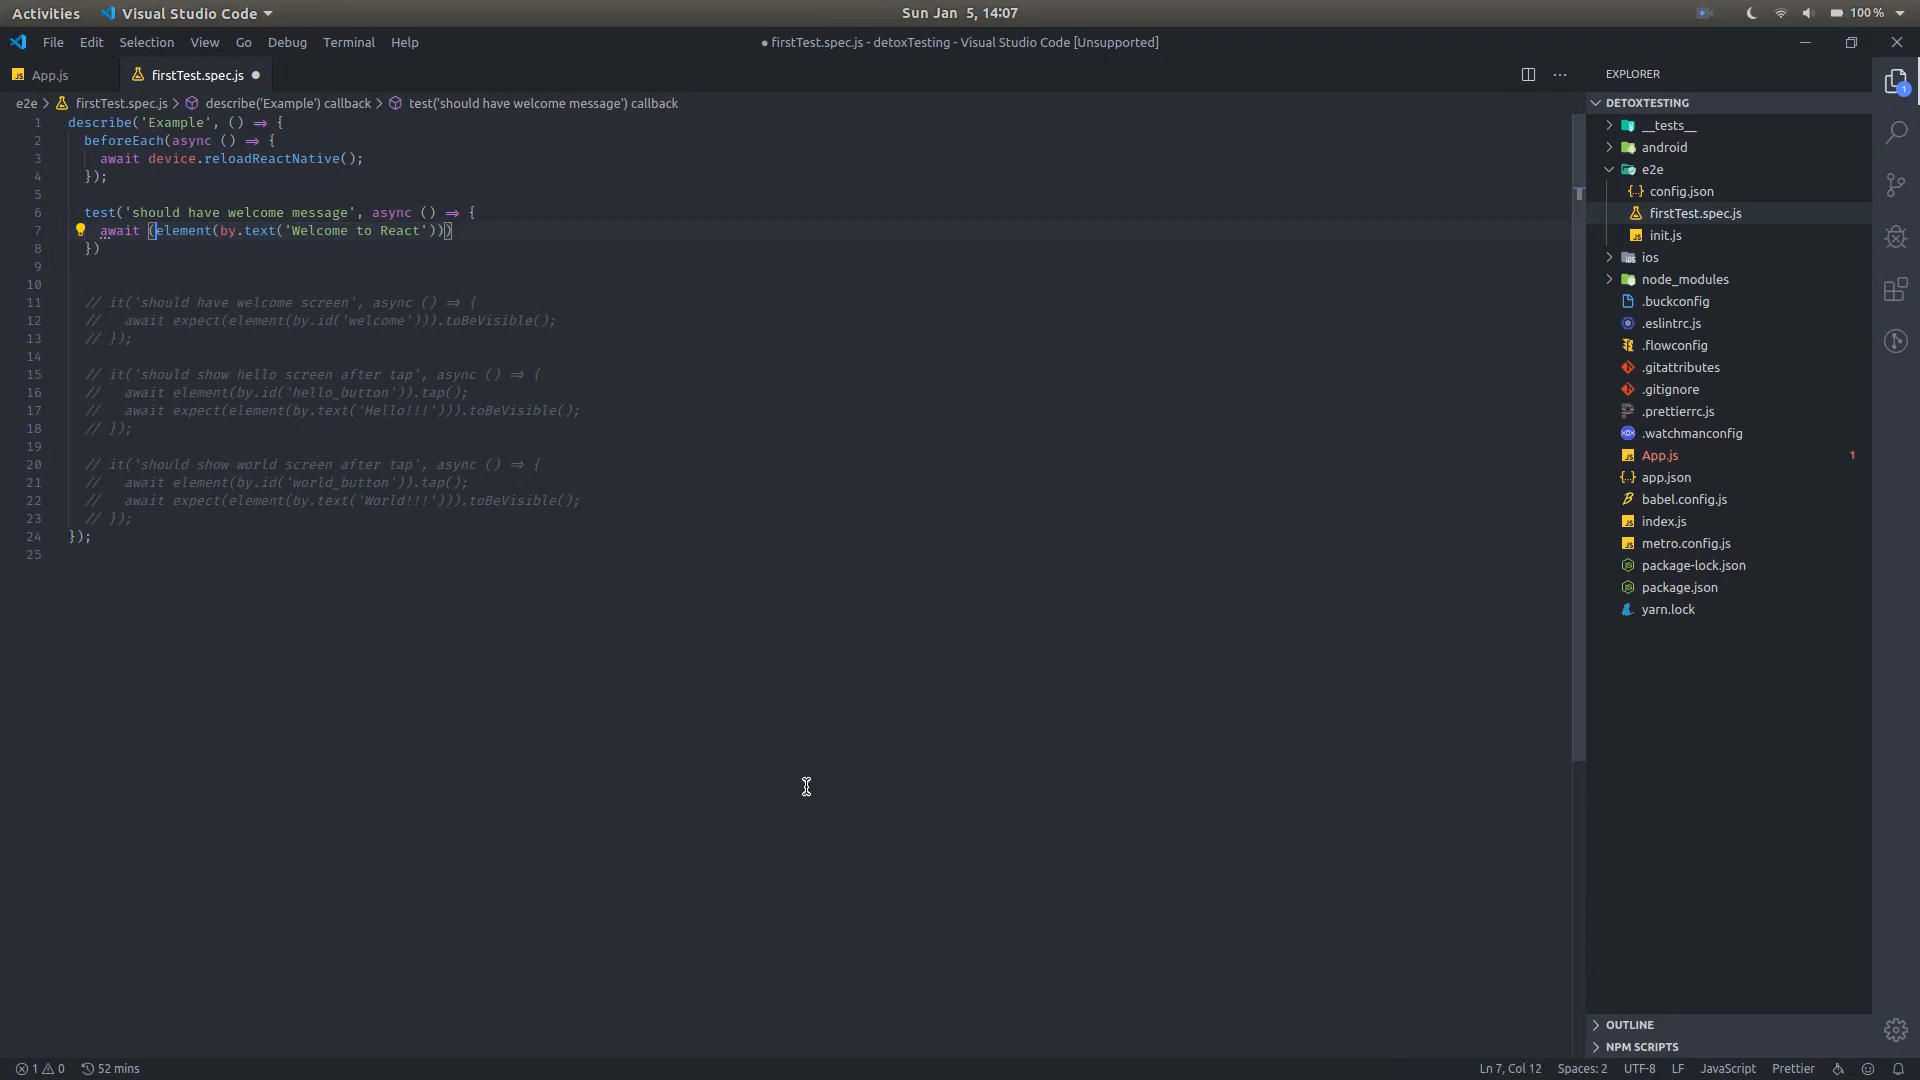 Activities Visual Studio Code Sun Jan 5, 14:07 100 %
File Edit Selection View Go Debug Terminal Help ● firstTest.spec.js - detoxTesting - Visual Studio Code [Unsupported]
JS App.js firstTest.spec.js ● EXPLORER
e2e > firstTest.spec.js > describe('Example') callback > test('should have welcome message') callback
1 describe('Example', () => {
2 beforeEach(async () => {
3 await device.reloadReactNative();
4 });
5
6 test('should have welcome message', async () => {
7 await (element(by.text('Welcome to React')))
8 })
9
10
11 // it('should have welcome screen', async () => {
12 // await expect(element(by.id('welcome'))).toBeVisible();
13 // });
14
15 // it('should show hello screen after tap', async () => {
16 // await element(by.id('hello_button')).tap();
17 // await expect(element(by.text('Hello!!!'))).toBeVisible();
18 // });
19
20 // it('should show world screen after tap', async () => {
21 // await element(by.id('world_button')).tap();
22 // await expect(element(by.text('World!!!'))).toBeVisible();
23 // });
24 });
25
DETOXTESTING
__tests__
android
e2e
{..} config.json
firstTest.spec.js
JS init.js
ios
node_modules
.buckconfig
.eslintrc.js
.flowconfig
.gitattributes
.gitignore
.prettierrc.js
.watchmanconfig
JS App.js 1
{..} app.json
babel.config.js
JS index.js
JS metro.config.js
package-lock.json
package.json
yarn.lock
OUTLINE
NPM SCRIPTS
1
1 0 52 mins Ln 7, Col 12 Spaces: 2 UTF-8 LF JavaScript Prettier